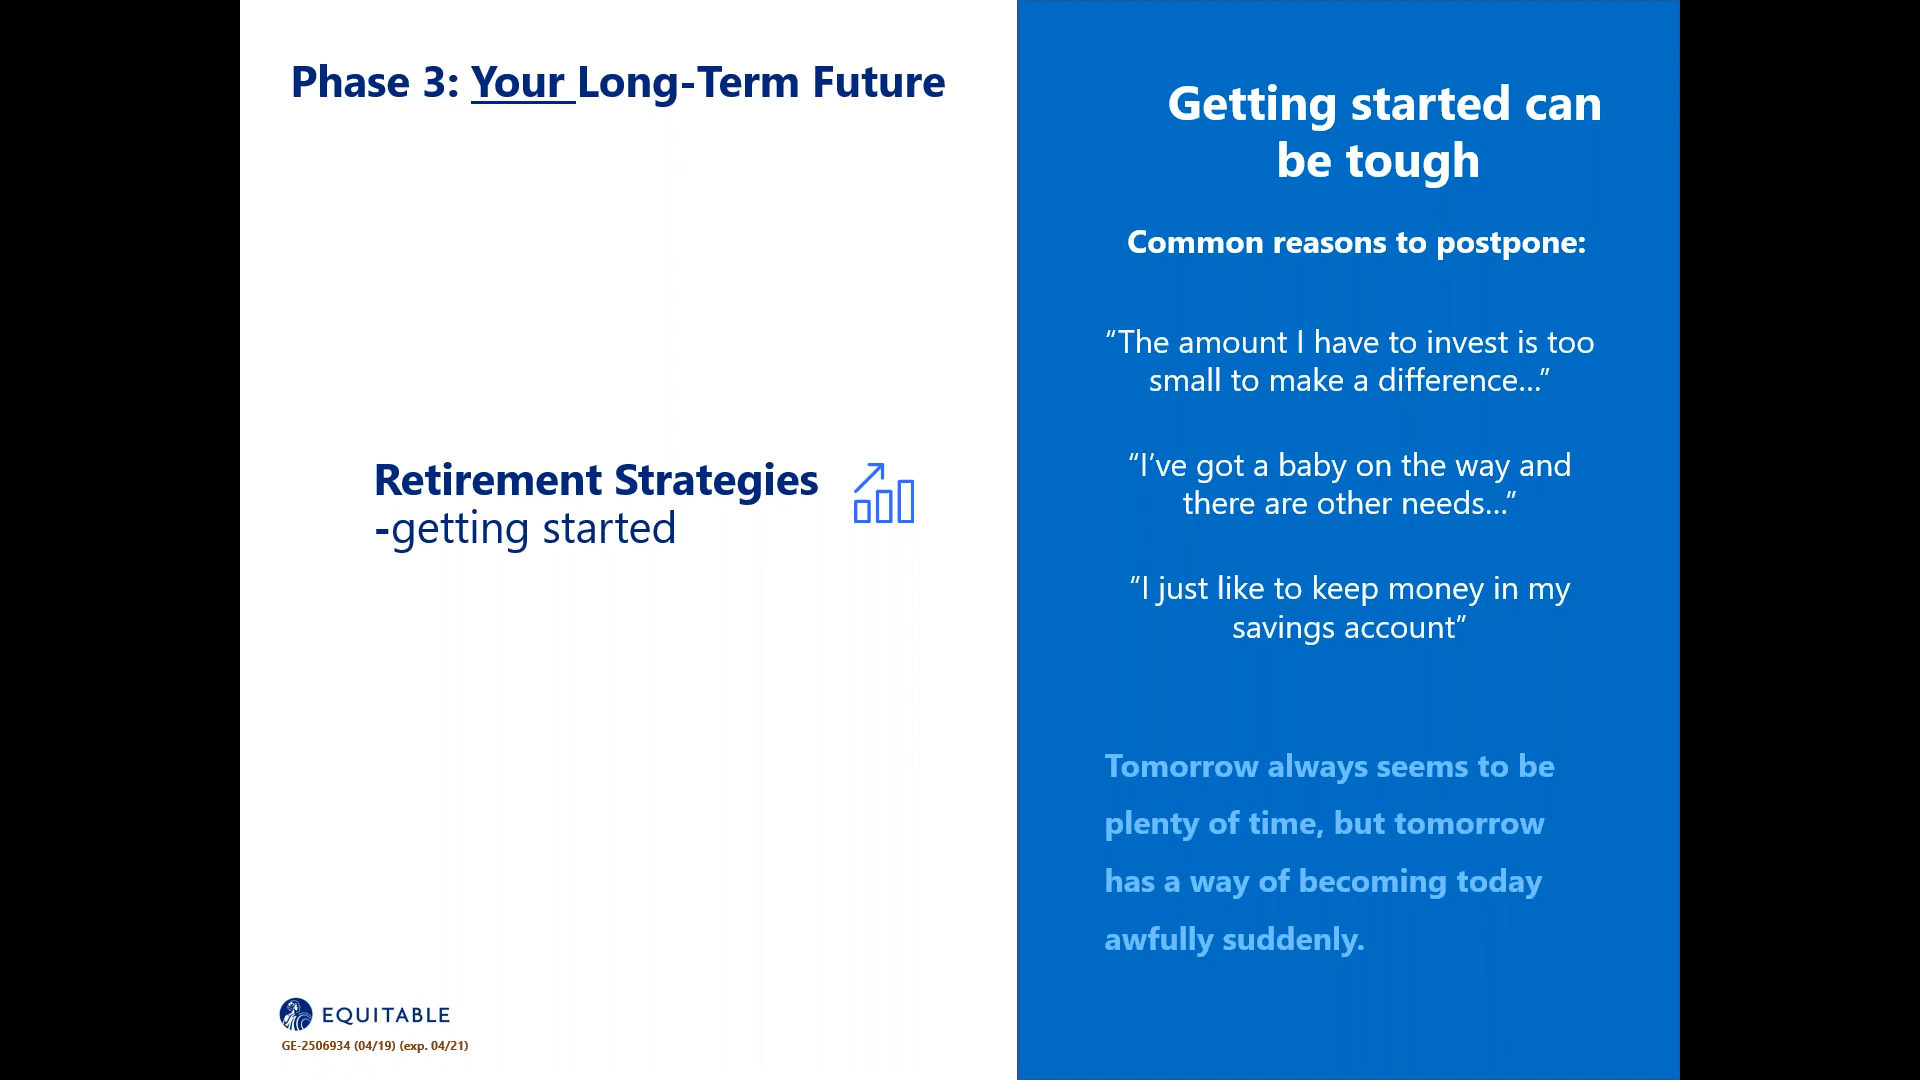 Phase 3: Your Long-Term Future
Retirement Strategies
-getting started
EQUITABLE
GE-2506934 (04/19) (exp. 04/21)
Getting started can
be tough
Common reasons to postpone:
“The amount I have to invest is too
small to make a difference…”
“I’ve got a baby on the way and
there are other needs…”
“I just like to keep money in my
savings account”
Tomorrow always seems to be
plenty of time, but tomorrow
has a way of becoming today
awfully suddenly.